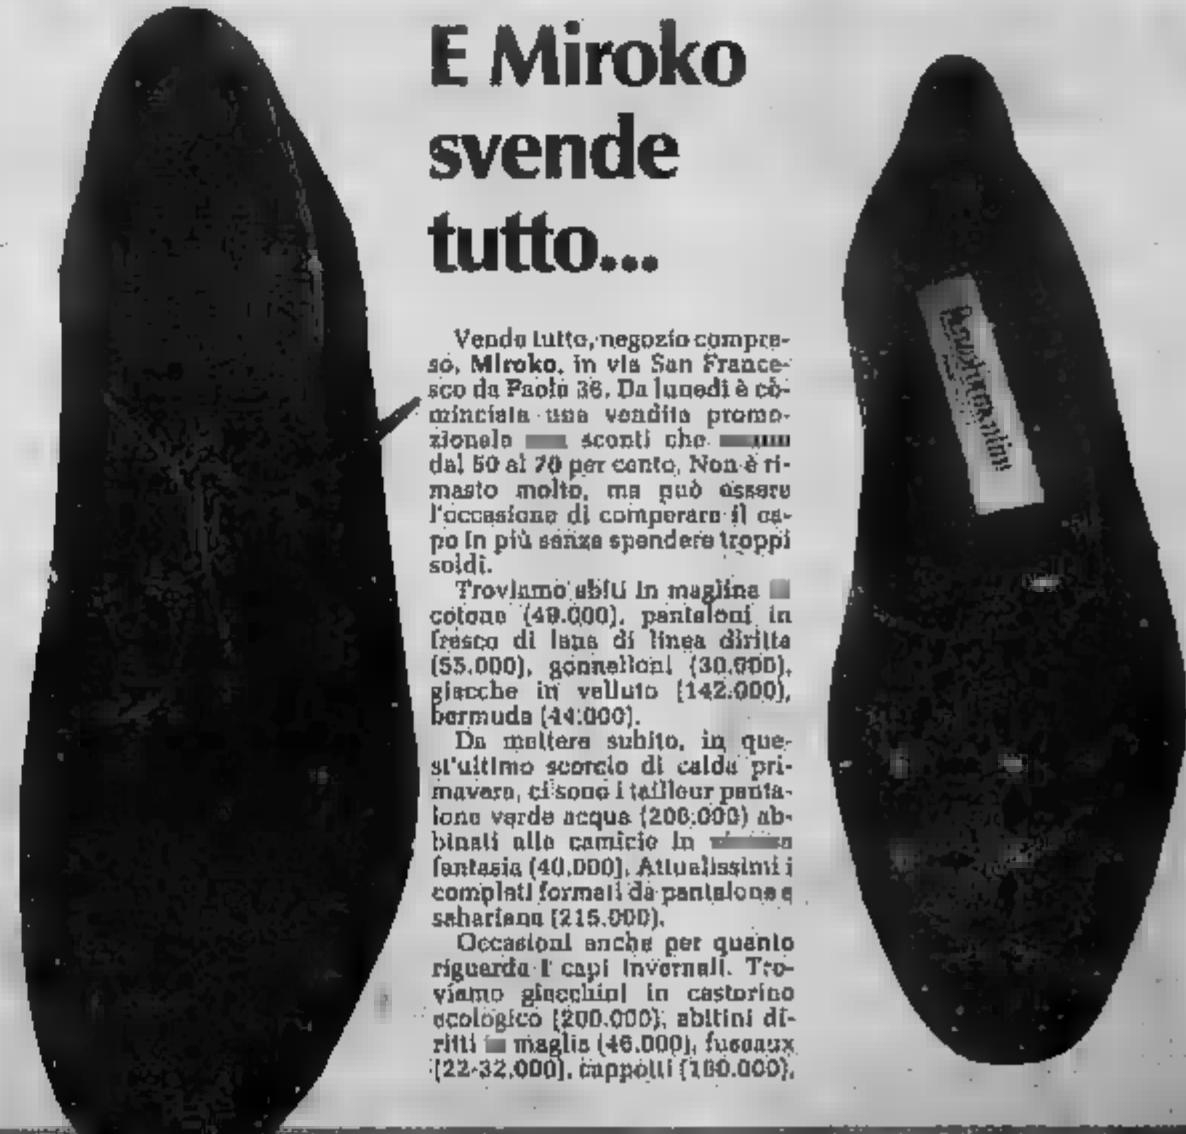 E Miroko
svende
tutto...
Vende tutto, negozio compre-
so, Miroko, in via San France-
sco da Paola 36. Da lunedì è co-
minciata una vendita promo-
zionale sconti che
dal 50 al 70 per cento. Non è ri-
masto molto, ma può essere
l'occasione di comperare il ca-
po in più senza spendere troppi
soldi.
Troviamo abiti in maglina
cotone (49.000), pantaloni in
fresco di lana di linea diritta
(55.000), gonnelloni (30.000),
giacche in velluto (142.000),
bermuda (44.000).
Da mettere subito, in que-
st'ultimo scorcio di calda pri-
mavera, ci sono i tailleur panta-
lone verde acqua (206.000) ab-
binati alle camicie in
fantasia (40.000). Attualissimi i
completi formati da pantalone e
sahariana (215.000).
Occasioni anche per quanto
riguarda i capi invernali. Tro-
viamo giacchini in castorino
ecologico (200.000), abitini di-
ritti maglia (46.000), fuseaux
(22-32.000), cappotti (180.000),